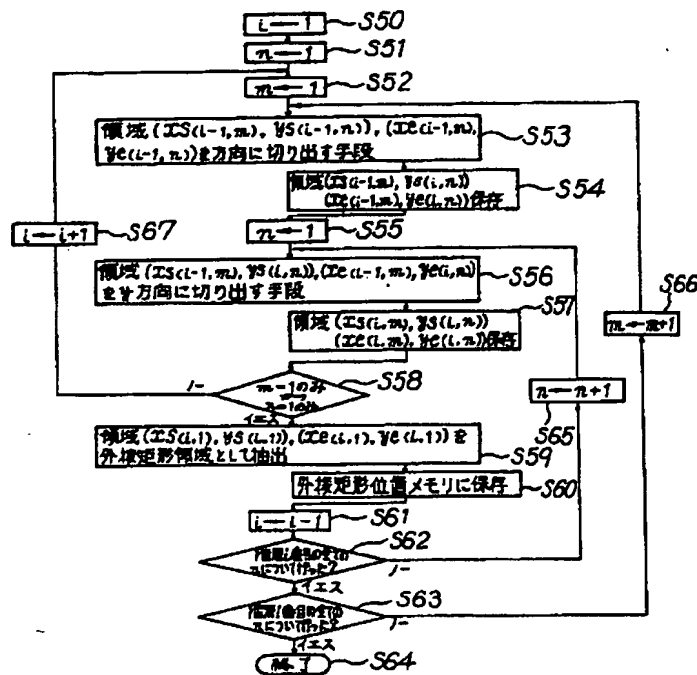 i ← 1 S50
n ← 1 S51
m ← 1 S52
領域(xs(i-1,m), ys(i-1,n)), (xe(i-1,n),
ye(i-1,n))を方向に切り出す手段 S53
領域(xs(i-1,m), ys(i,n))
(xe(i-1,m), ye(i,n))保存 S54
n ← 1 S55
i ← i+1 S67
領域(xs(i-1,m), ys(i,n)), (xe(i-1,m), ye(i,n))
をy方向に切り出す手段 S56
S66
m ← m+1
S57
領域(xs(i,m), ys(i,n))
(xe(i,m), ye(i,n))保存
m=1のみ
n=1のみ
S58
ノー
イエス
n ← n+1
S65
領域(xs(i,1), ys(i,1)), (xe(i,1), ye(i,1))を
外接矩形領域として抽出 S59
外接矩形位置メモリに保存 S60
i ← i-1 S61
S62
ノー
イエス
S63
ノー
イエス
終了 S64